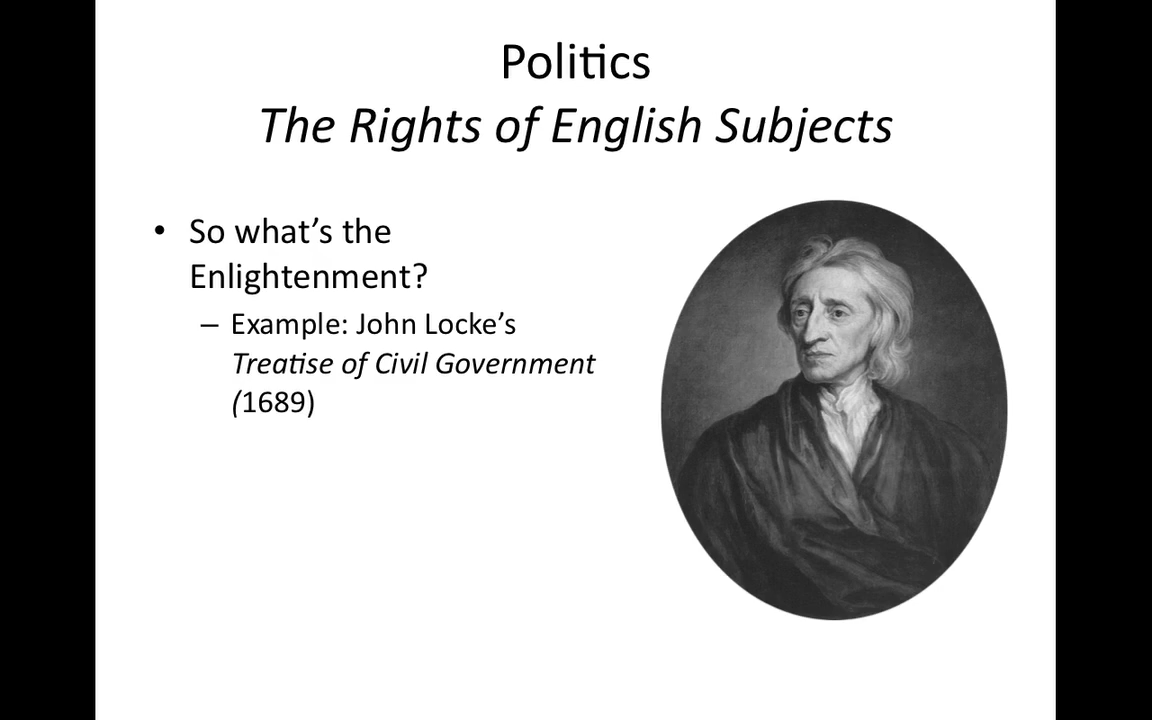 Politics
The Rights of English Subjects
• So what’s the
Enlightenment?
– Example: John Locke’s
Treatise of Civil Government
(1689)